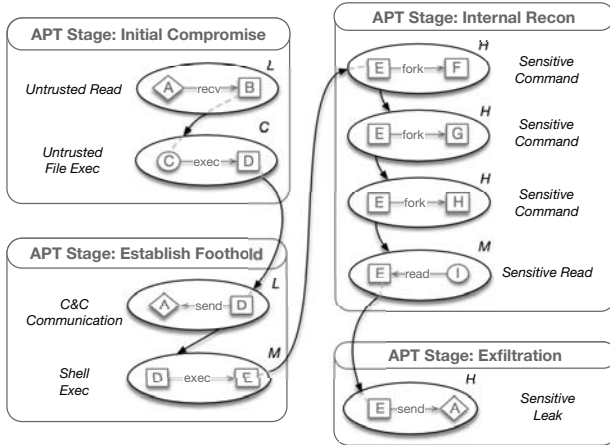 APT Stage: Initial Compromise
L
Untrusted Read
A recv B
C
Untrusted
File Exec
C exec D
APT Stage: Establish Foothold
L
C&C
Communication
A send D
M
Shell
Exec
D exec E
APT Stage: Internal Recon
H
E fork F
Sensitive
Command
H
E fork G
Sensitive
Command
H
E fork H
Sensitive
Command
M
E read I
Sensitive Read
APT Stage: Exfiltration
H
E send A
Sensitive
Leak